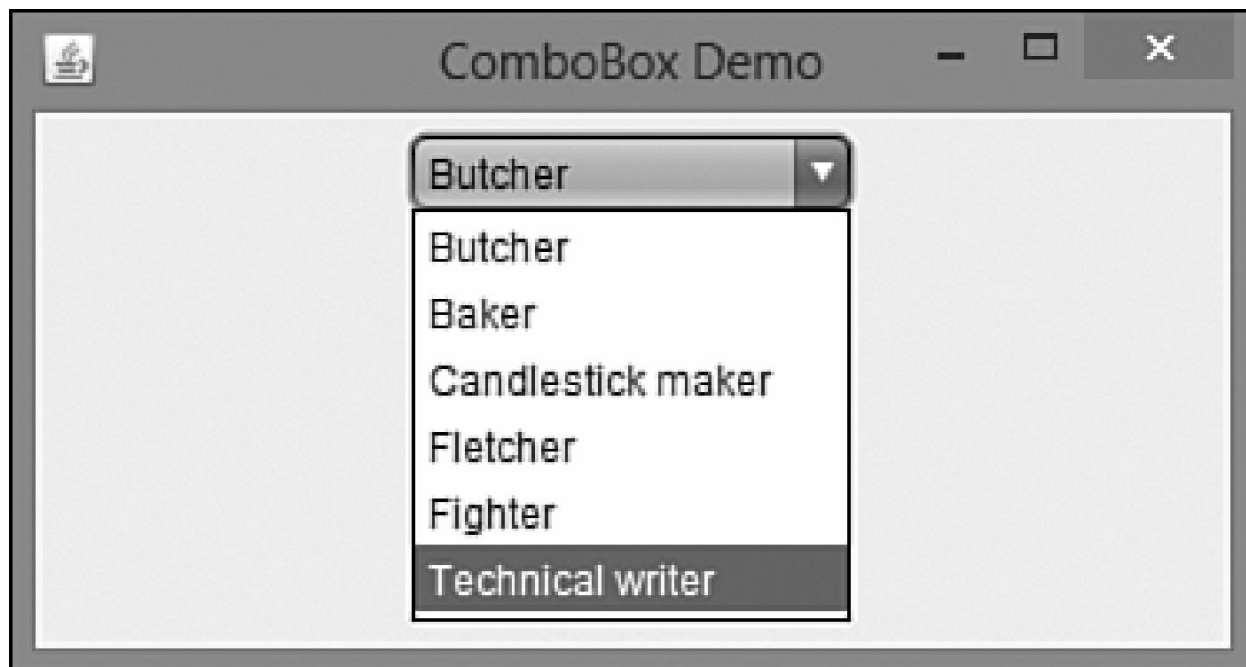 ComboBox Demo
Butcher
Butcher
Baker
Candlestick maker
Fletcher
Fighter
Technical writer